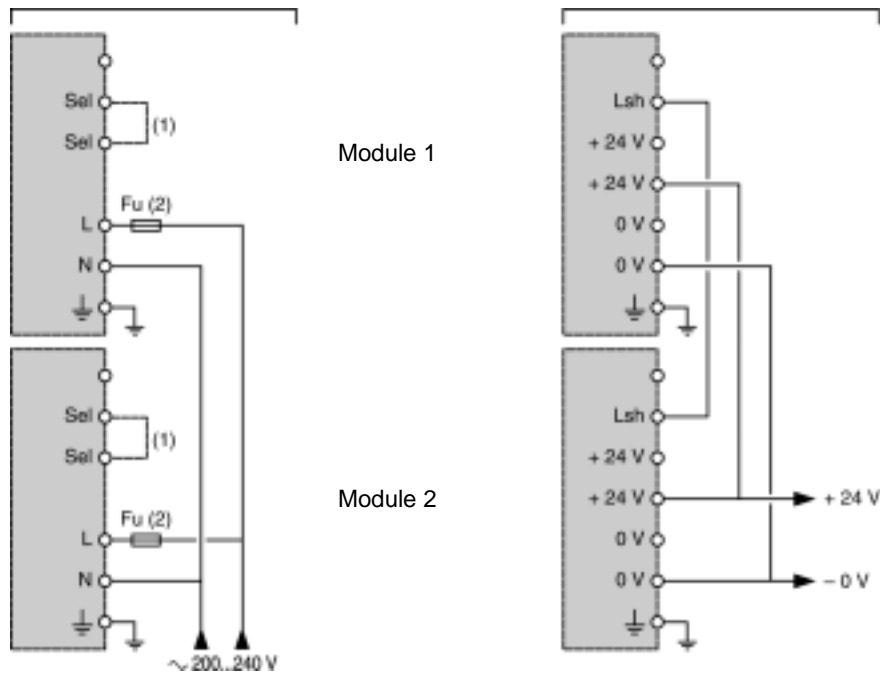 Sel
(1)
Sel
Fu (2)
L
N
Module 1
Lsh
+ 24 V
+ 24 V
0 V
0 V
Sel
(1)
Sel
Fu (2)
L
N
~ 200...240 V
Module 2
Lsh
+ 24 V
+ 24 V
+ 24 V
0 V
0 V
– 0 V